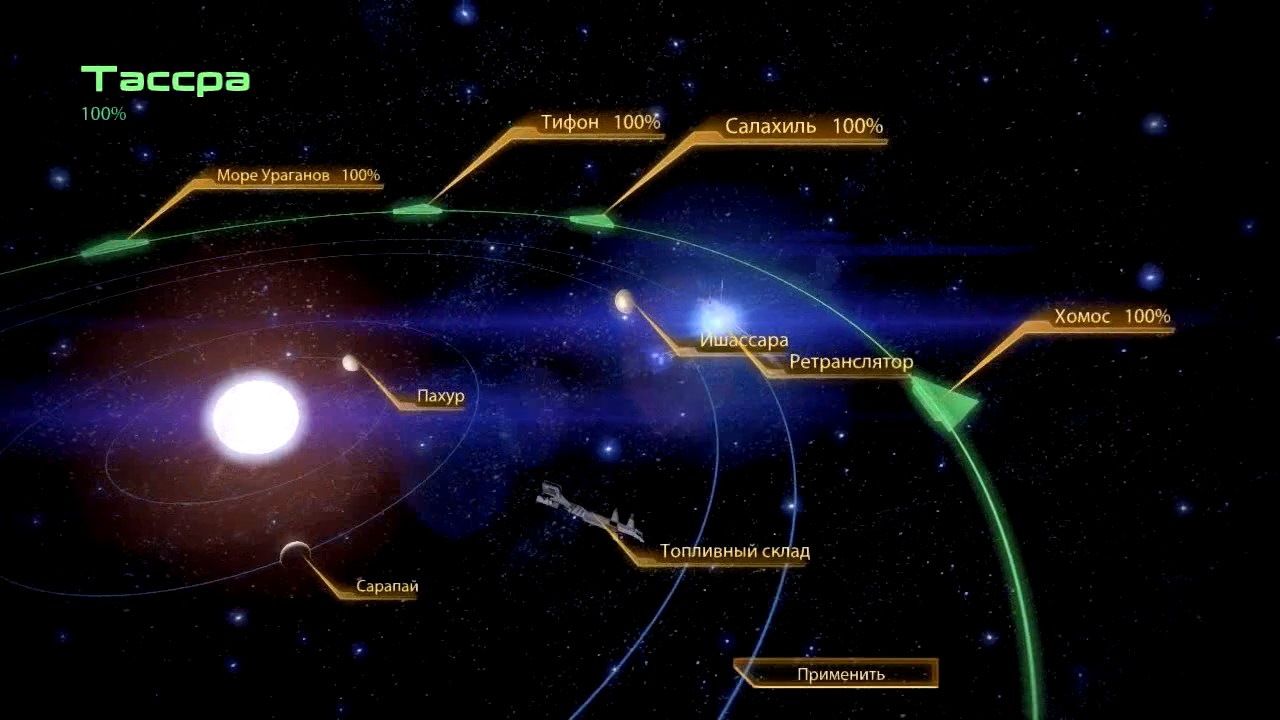 Тассра
100%
Тифон 100%
Салахиль 100%
Море Ураганов 100%
Хомос 100%
Ишассара
Ретранслятор
Пахур
Топливный склад
Сарапай
Применить